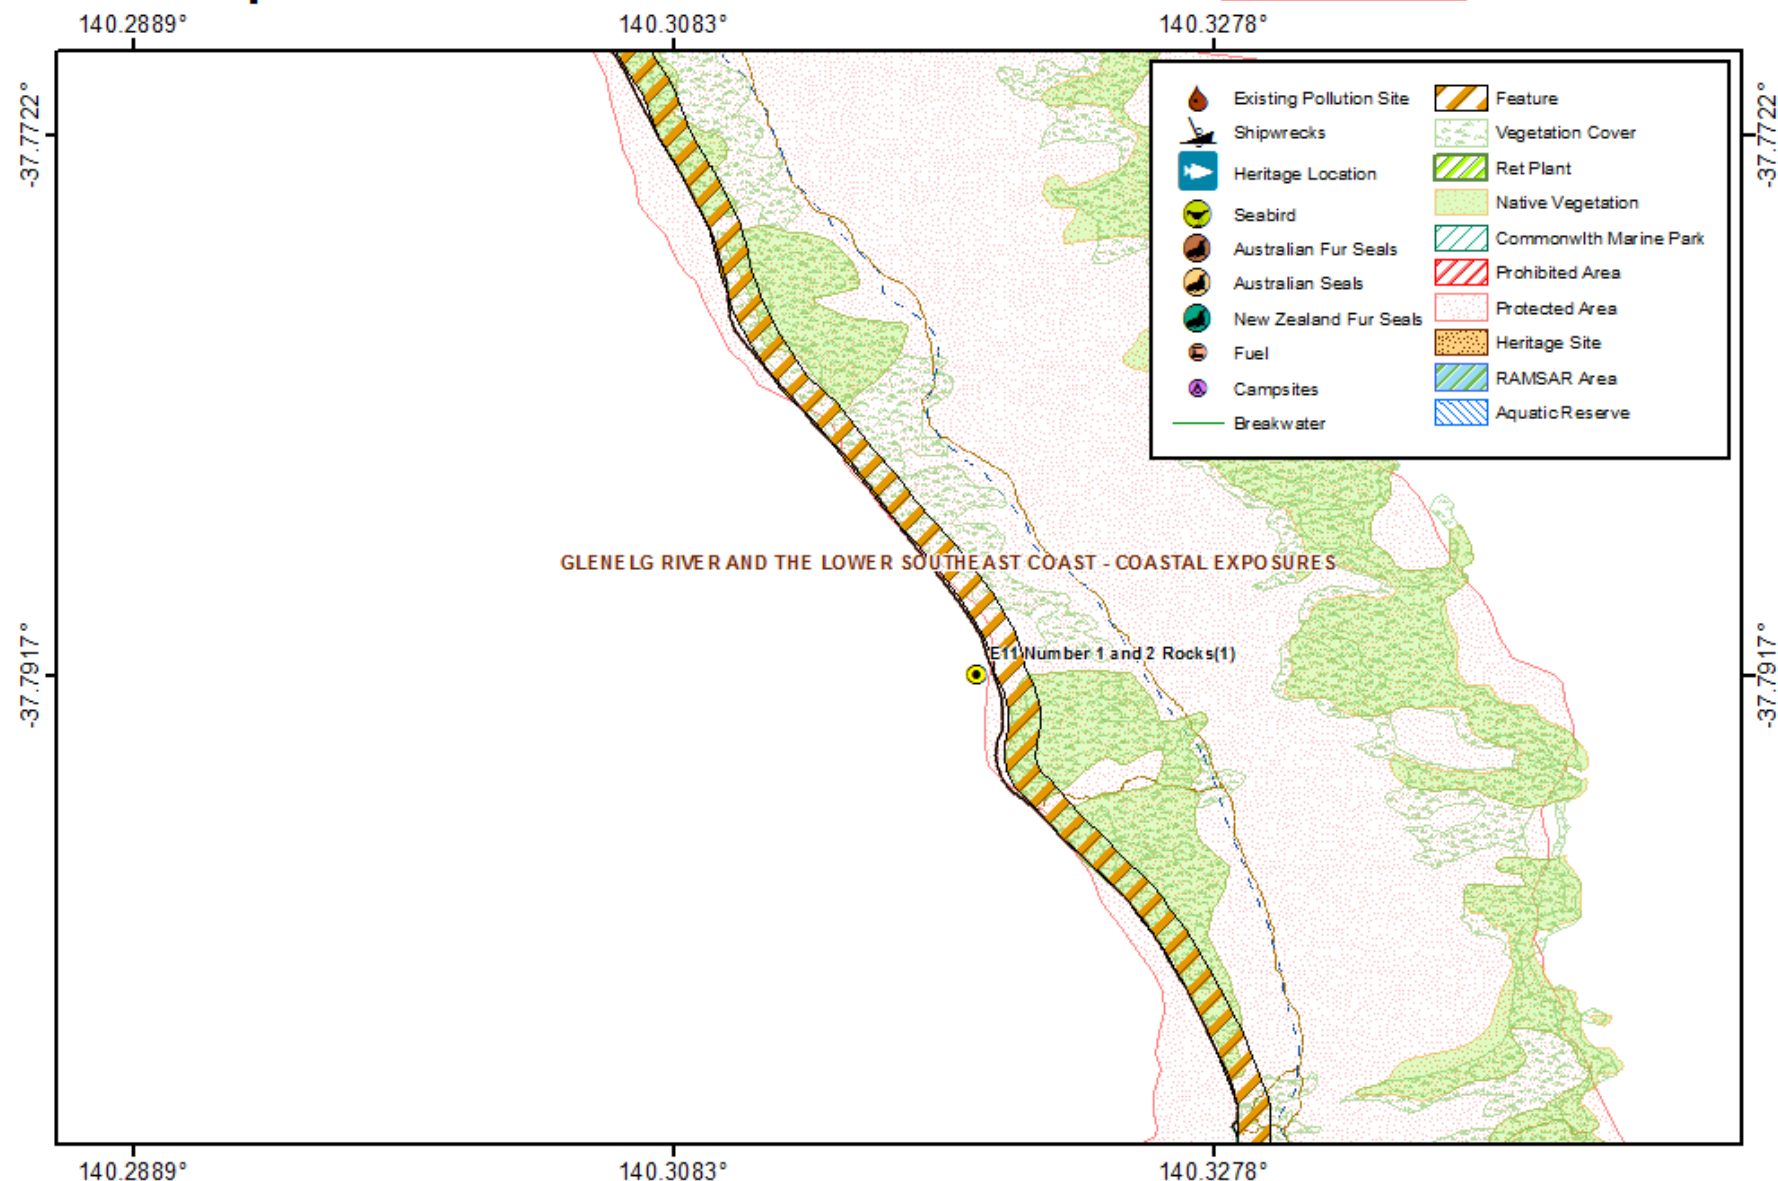 140.2889°
140.3083°
140.3278°
-37.7722°
-37.7722°
Existing Pollution Site
Shipwrecks
Heritage Location
Seabird
Australian Fur Seals
Australian Seals
New Zealand Fur Seals
Fuel
Campsites
Breakwater
Feature
Vegetation Cover
Ret Plant
Native Vegetation
Commonwlth Marine Park
Prohibited Area
Protected Area
Heritage Site
RAMSAR Area
Aquatic Reserve
GLENELG RIVER AND THE LOWER SOUTHEAST COAST - COASTAL EXPOSURES
E11 Number 1 and 2 Rocks(1)
-37.7917°
-37.7917°
140.2889°
140.3083°
140.3278°